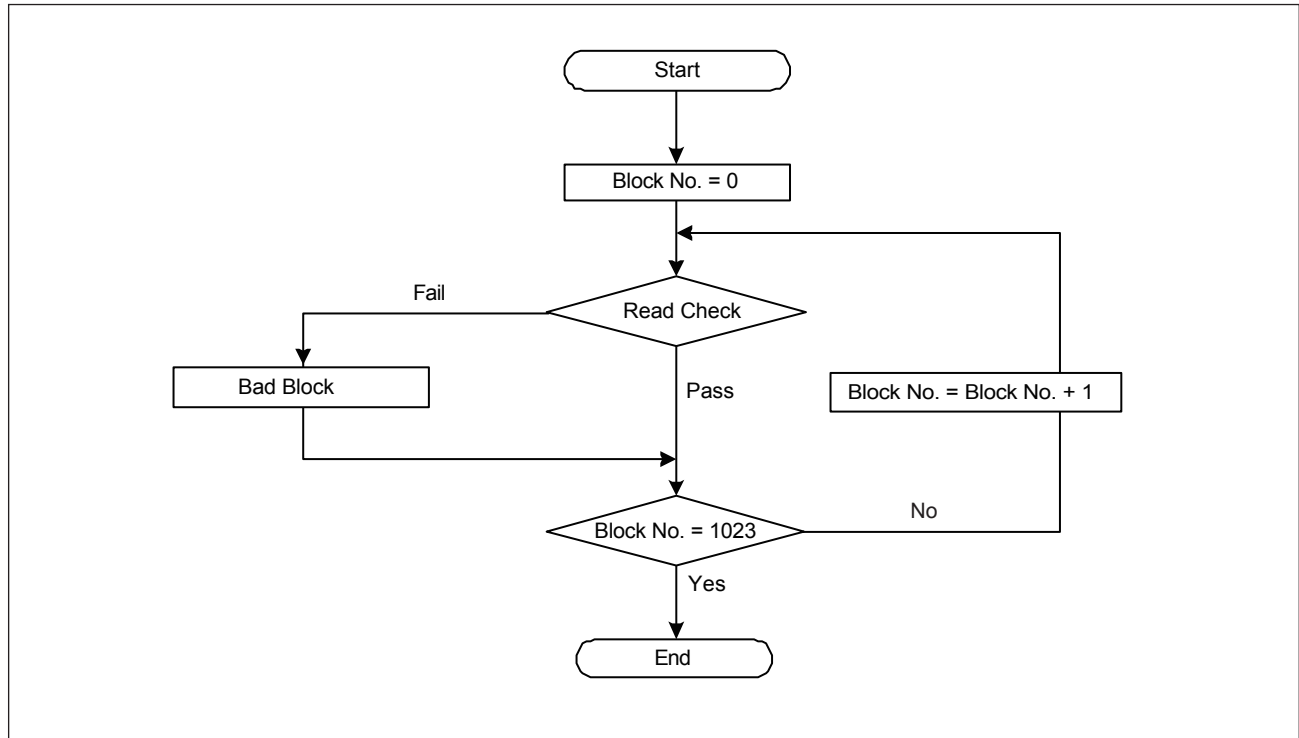 Start
Block No. = 0
Fail
Read Check
Bad Block
Pass
Block No. = Block No. + 1
Block No. = 1023
No
Yes
End